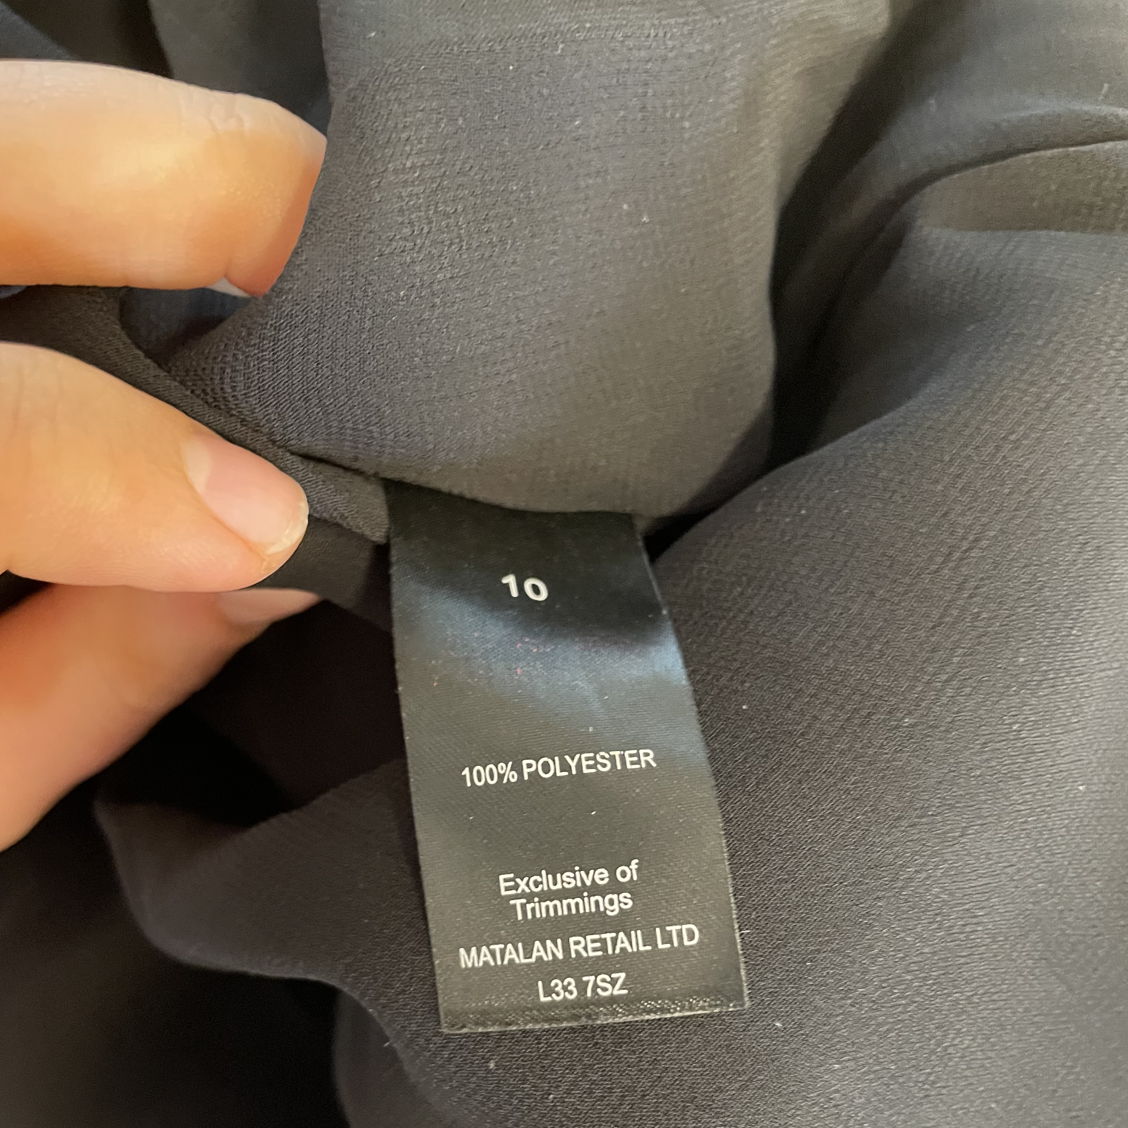 10
100% POLYESTER
Exclusive of
Trimmings
MATALAN RETAIL LTD
L33 7SZ